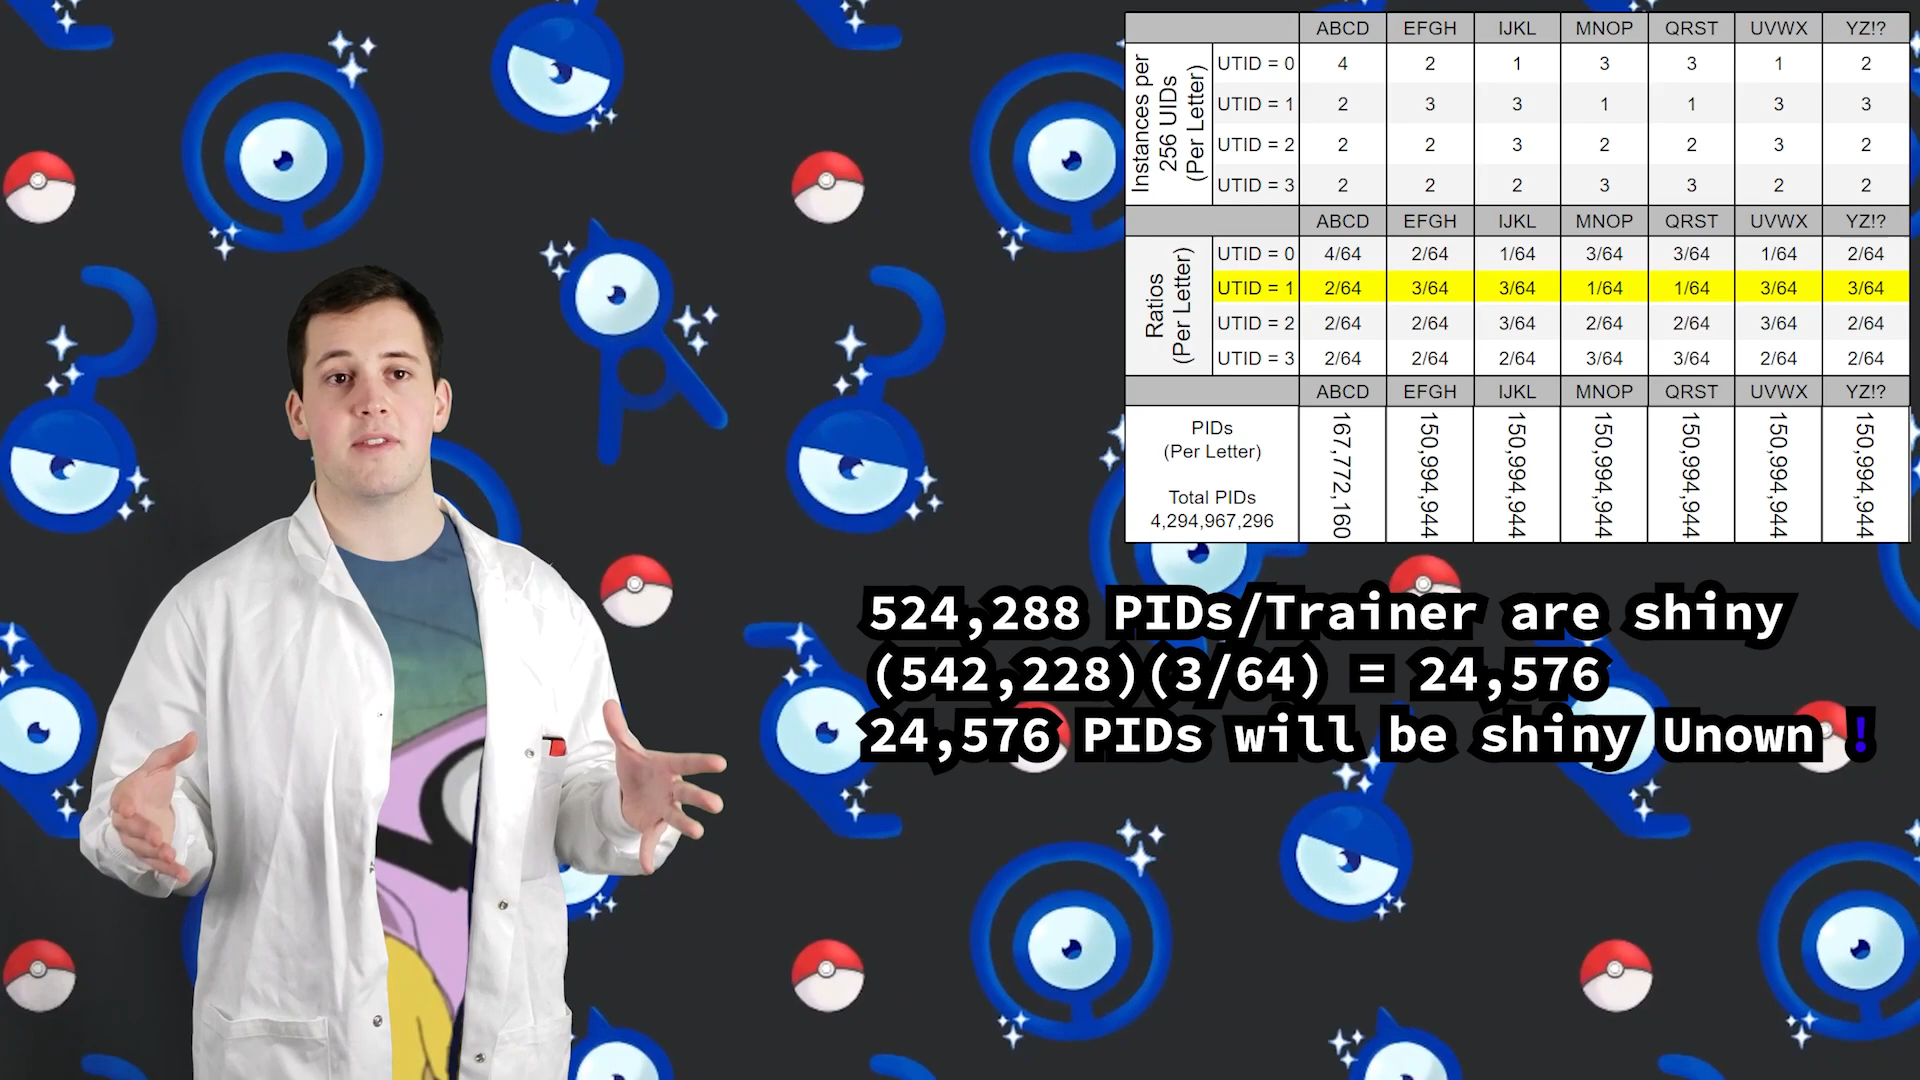 ABCD EFGH IJKL MNOP QRST UVWX YZ!?
Instances per
256 UIDs
(Per Letter)
UTID = 0 4 2 1 3 3 1 2
UTID = 1 2 3 3 1 1 3 3
UTID = 2 2 2 3 2 2 3 2
UTID = 3 2 2 2 3 3 2 2
ABCD EFGH IJKL MNOP QRST UVWX YZ!?
Ratios
(Per Letter)
UTID = 0 4/64 2/64 1/64 3/64 3/64 1/64 2/64
UTID = 1 2/64 3/64 3/64 1/64 1/64 3/64 3/64
UTID = 2 2/64 2/64 3/64 2/64 2/64 3/64 2/64
UTID = 3 2/64 2/64 2/64 3/64 3/64 2/64 2/64
ABCD EFGH IJKL MNOP QRST UVWX YZ!?
PIDs
(Per Letter)
Total PIDs
4,294,967,296
167,772,160 150,994,944 150,994,944 150,994,944 150,994,944 150,994,944 150,994,944
524,288 PIDs/Trainer are shiny
(542,228)(3/64) = 24,576
24,576 PIDs will be shiny Unown !